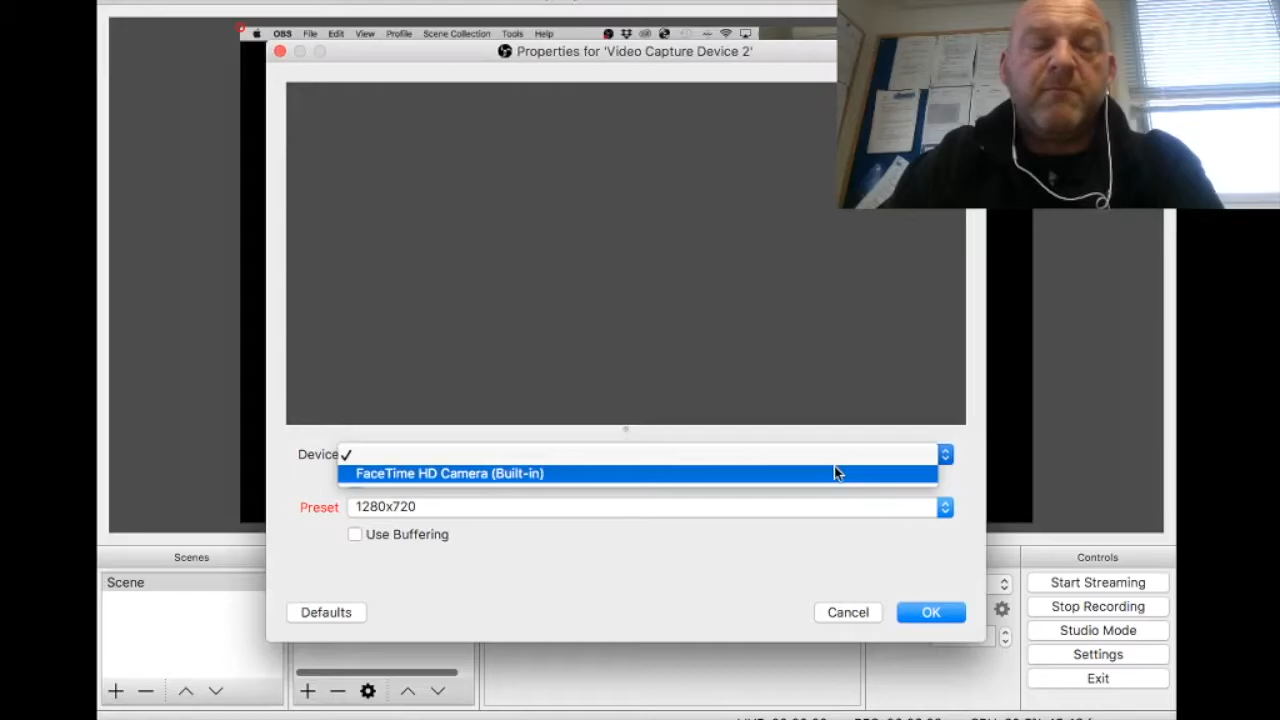 OBS File Edit View Profile Scene Collection Tools Help
Properties for 'Video Capture Device 2'
Device ✓
FaceTime HD Camera (Built-in)
Preset 1280x720
Use Buffering
Defaults Cancel OK
Scenes Controls
Scene
Start Streaming
Stop Recording
Studio Mode
Settings
Exit